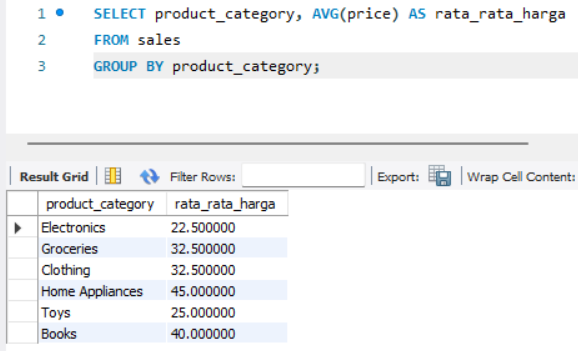 1 SELECT product_category, AVG(price) AS rata_rata_harga
2 FROM sales
3 GROUP BY product_category;
Result Grid Filter Rows: Export: Wrap Cell Content:
product_category rata_rata_harga
Electronics 22.500000
Groceries 32.500000
Clothing 32.500000
Home Appliances 45.000000
Toys 25.000000
Books 40.000000